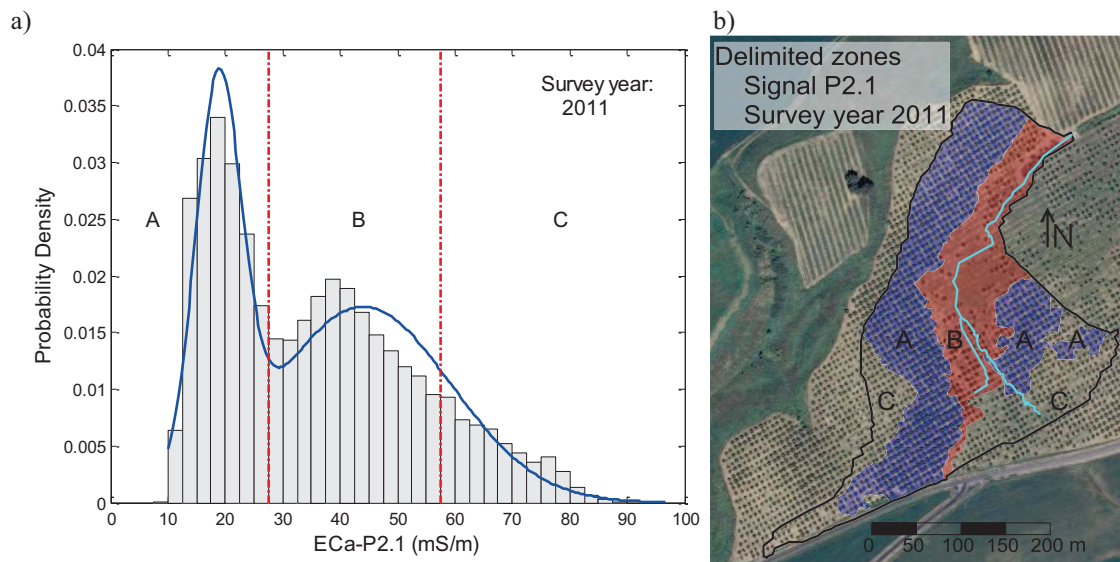 a)
b)
0.04
0.035
0.03
0.025
0.02
0.015
0.01
0.005
0
Probability Density
Survey year:
2011
A
B
C
0 10 20 30 40 50 60 70 80 90 100
ECa-P2.1 (mS/m)
Delimited zones
Signal P2.1
Survey year 2011
N
A B A A
C C
0 50 100 150 200 m